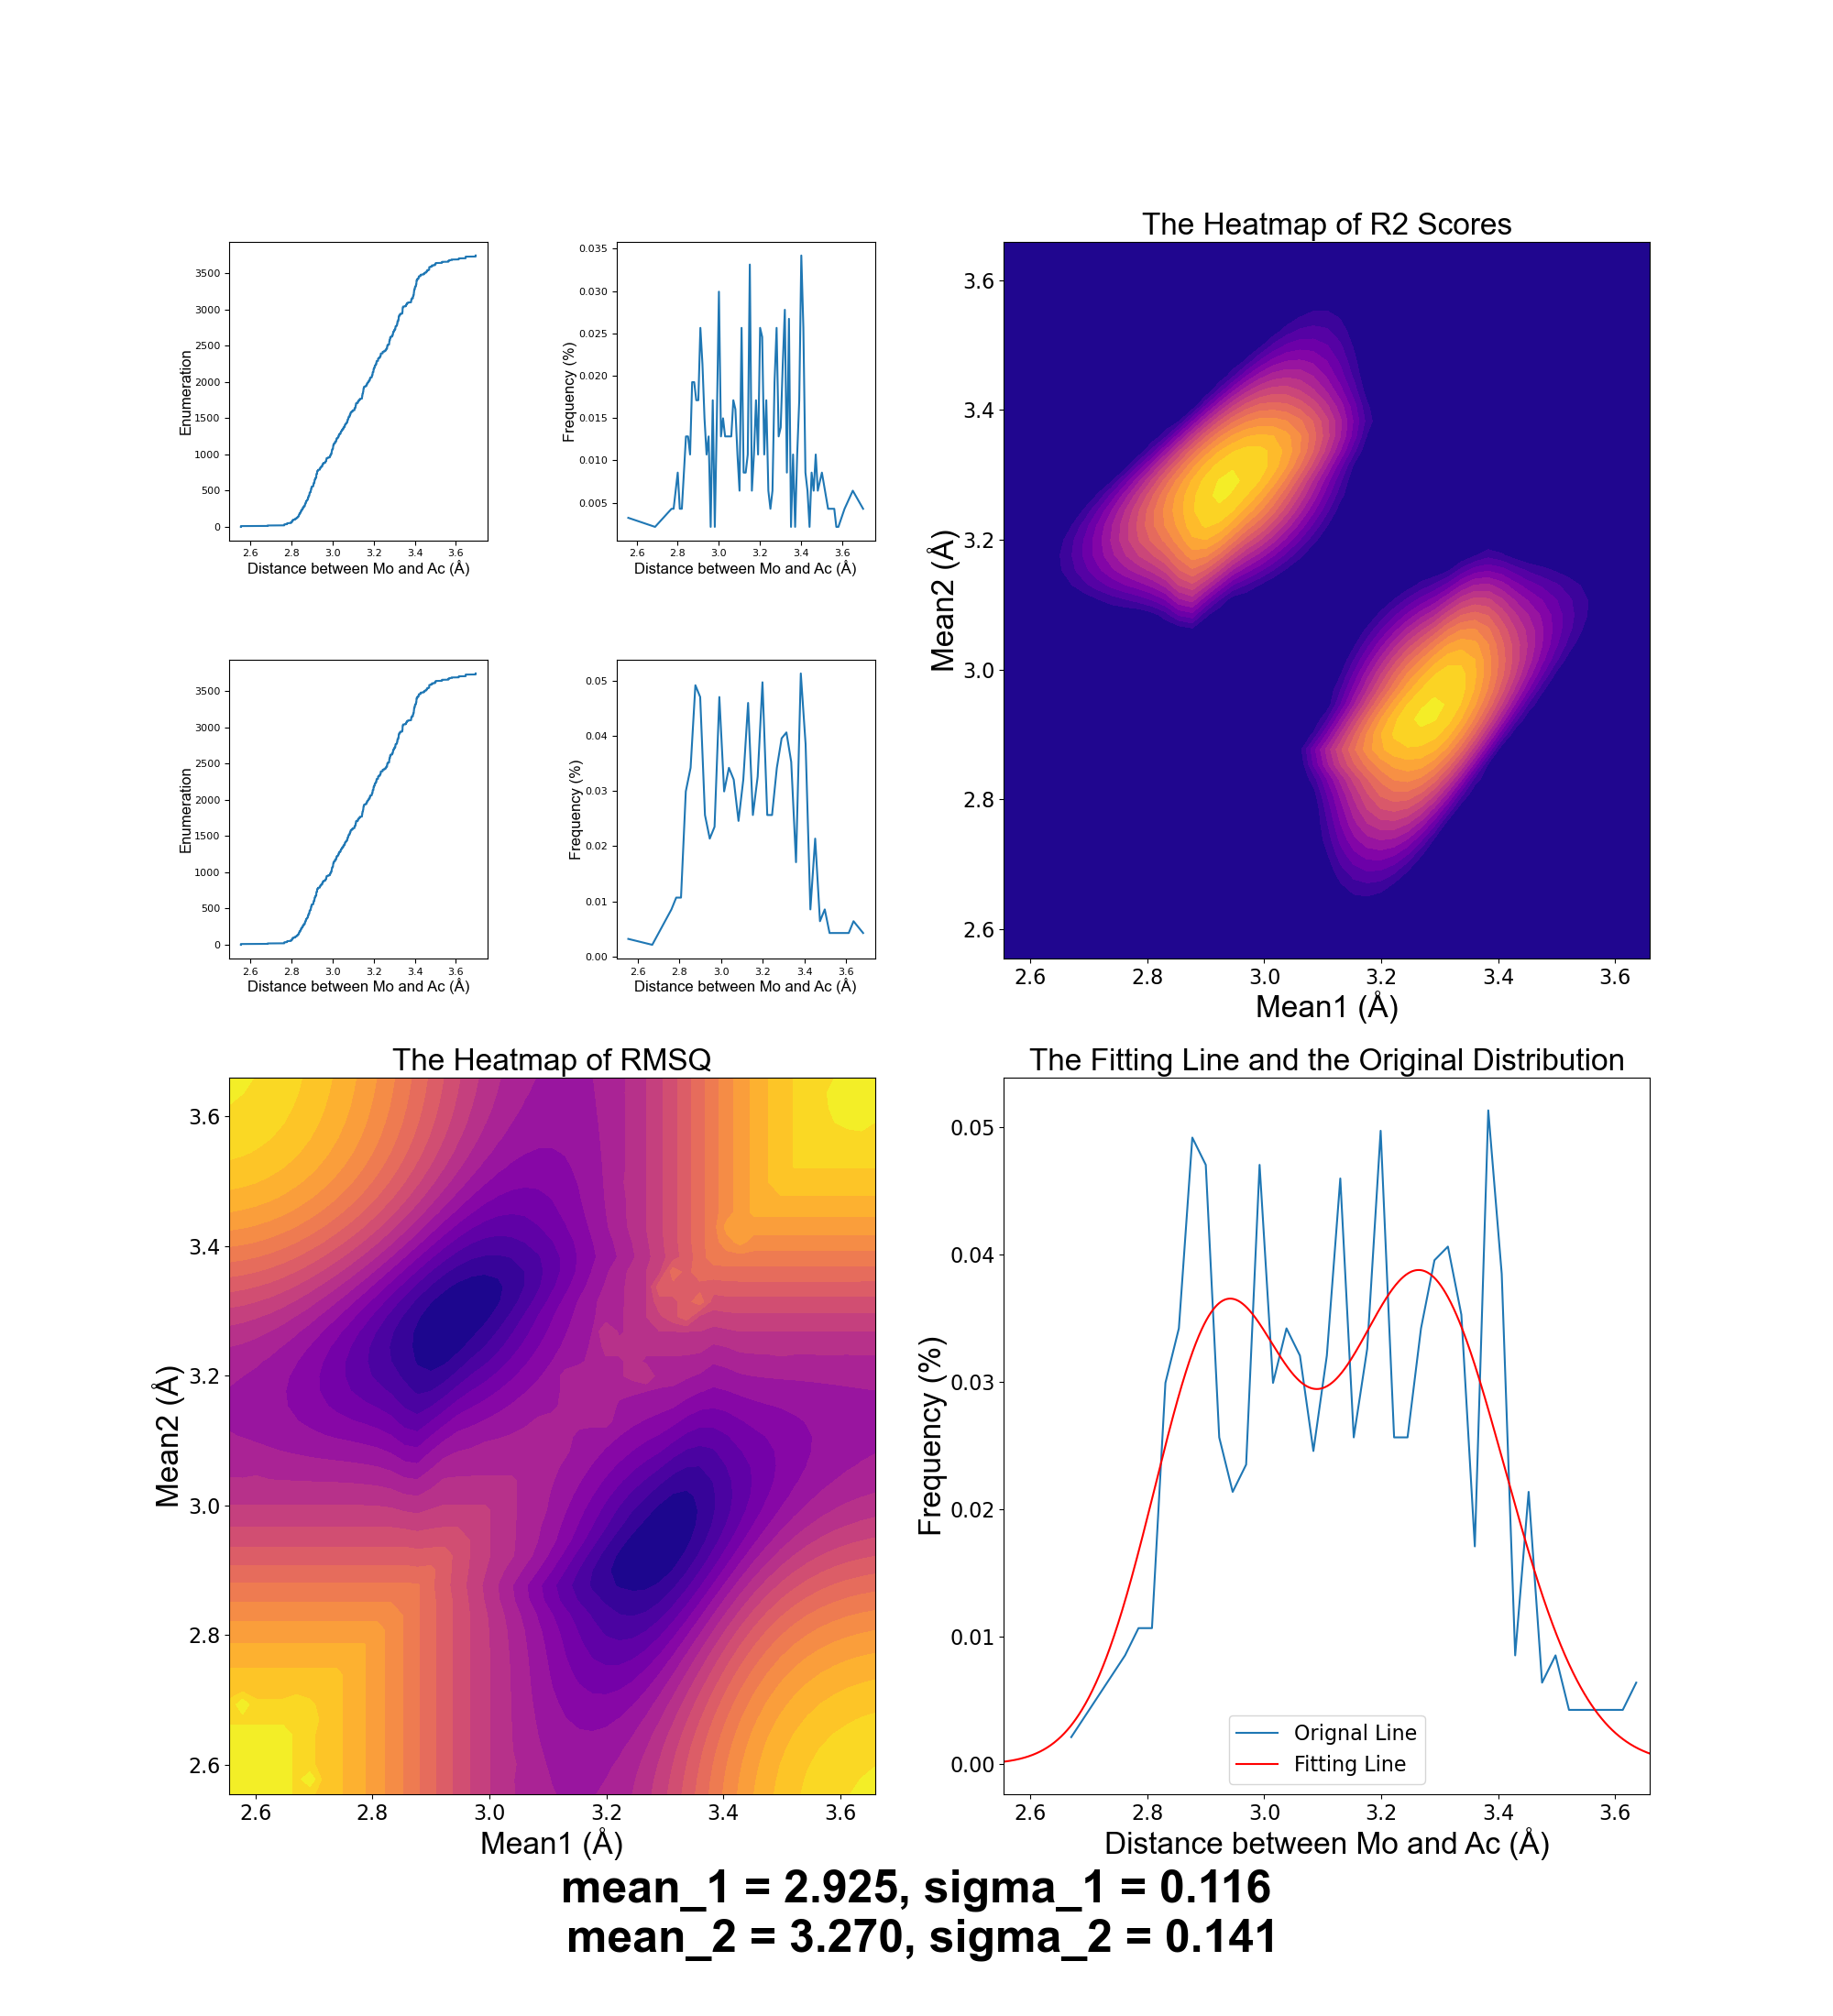 The Heatmap of R2 Scores
3500
3000
2500
2000
1500
1000
500
0
Enumeration
2.6 2.8 3.0 3.2 3.4 3.6
Distance between Mo and Ac (Å)
0.035
0.030
0.025
0.020
0.015
0.010
0.005
Frequency (%)
2.6 2.8 3.0 3.2 3.4 3.6
Distance between Mo and Ac (Å)
3500
3000
2500
2000
1500
1000
500
0
Enumeration
2.6 2.8 3.0 3.2 3.4 3.6
Distance between Mo and Ac (Å)
0.05
0.04
0.03
0.02
0.01
0.00
Frequency (%)
2.6 2.8 3.0 3.2 3.4 3.6
Distance between Mo and Ac (Å)
3.6
3.4
3.2
3.0
2.8
2.6
Mean2 (Å)
2.6 2.8 3.0 3.2 3.4 3.6
Mean1 (Å)
The Heatmap of RMSQ
3.6
3.4
3.2
3.0
2.8
2.6
Mean2 (Å)
2.6 2.8 3.0 3.2 3.4 3.6
Mean1 (Å)
The Fitting Line and the Original Distribution
0.05
0.04
0.03
0.02
0.01
0.00
Frequency (%)
Orignal Line
Fitting Line
2.6 2.8 3.0 3.2 3.4 3.6
Distance between Mo and Ac (Å)
mean_1 = 2.925, sigma_1 = 0.116
mean_2 = 3.270, sigma_2 = 0.141